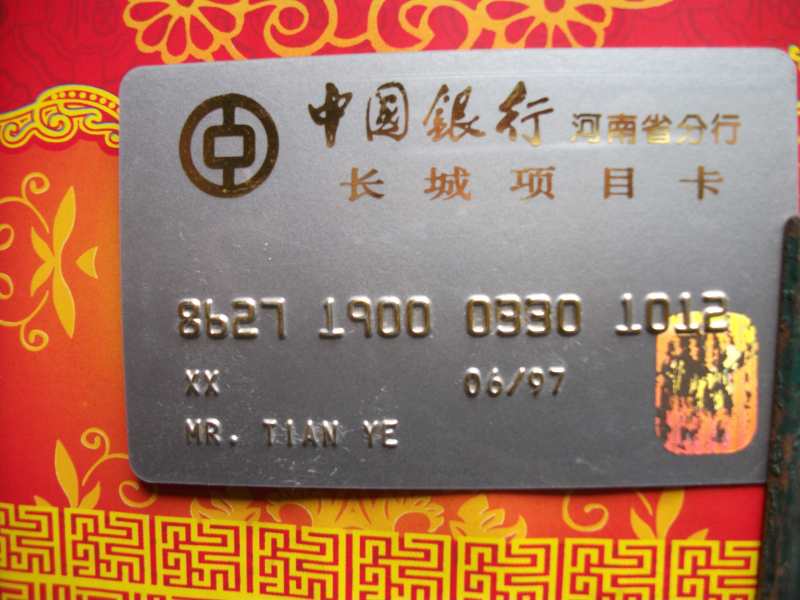 中国銀行 河南省分行
长城项目卡
8627 1900 0330 1012
XX 06/97
MR. TIAN YE